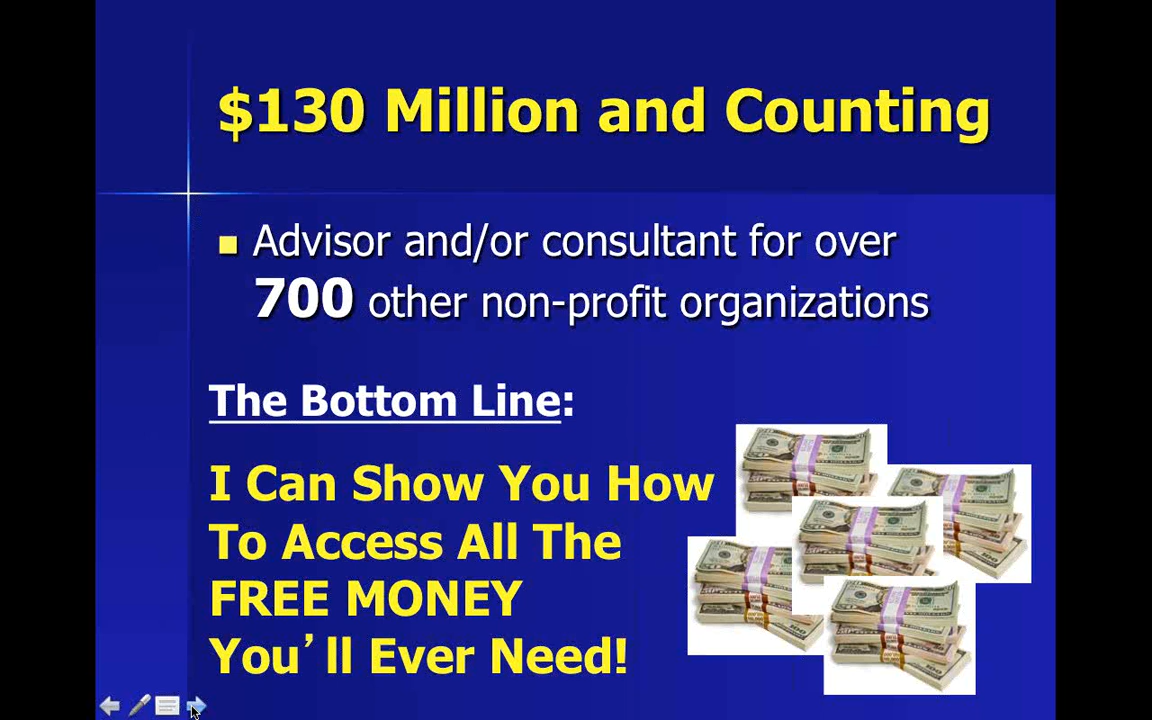 $130 Million and Counting
Advisor and/or consultant for over
700 other non-profit organizations
The Bottom Line:
I Can Show You How
To Access All The
FREE MONEY
You’ll Ever Need!